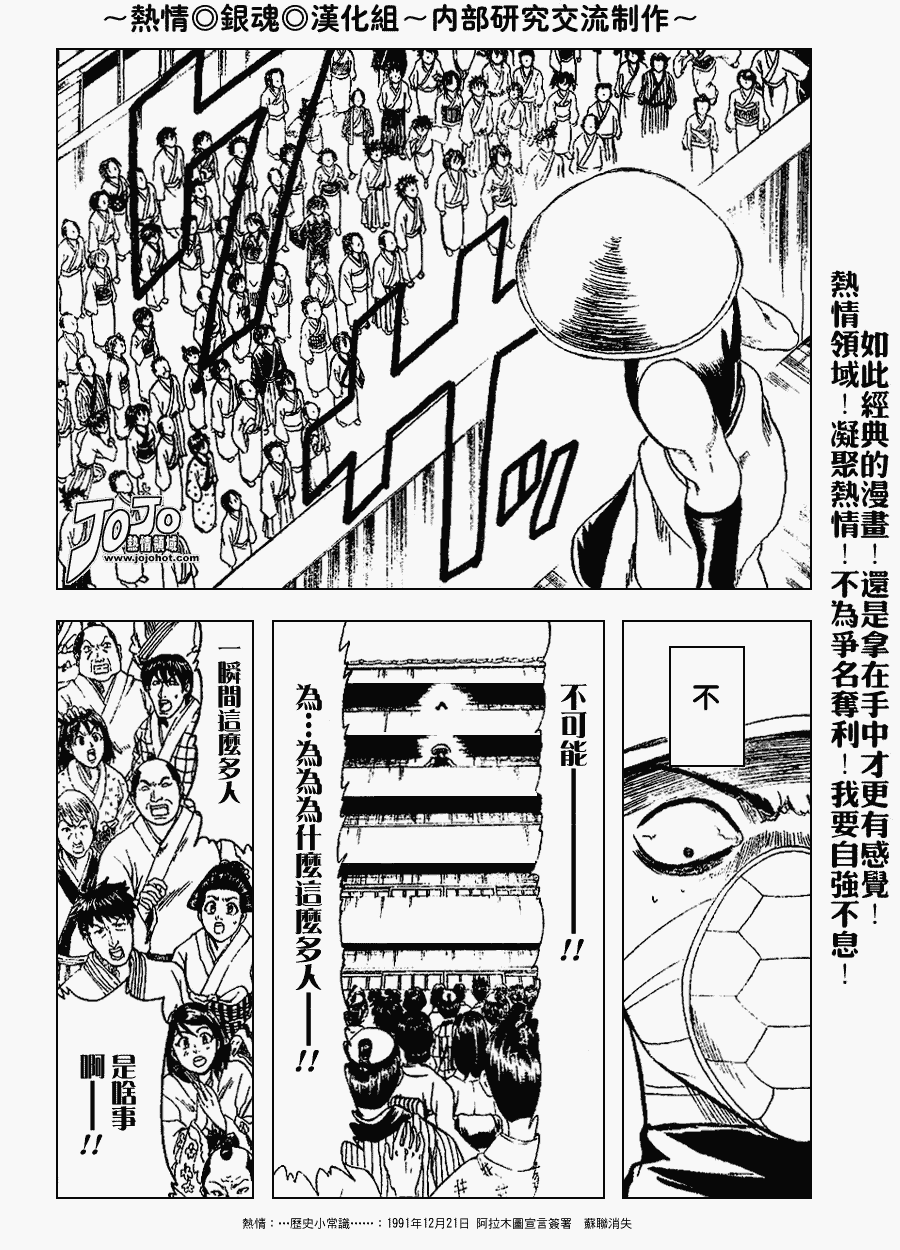 ～熱情◎銀魂◎漢化組～内部研究交流制作～
如此經典的漫畫！還是拿在手中才更有感覺！
熱情領域！凝聚熱情！不為爭名奪利！我要自強不息！
JOJO
熱情領域
www.jojohot.com
不
不可能——!!
為…為為為什麼這麼多人——!!
一瞬間這麼多人
是啥事
啊——!!
熱情：…歷史小常識……：1991年12月21日 阿拉木圖宣言簽署　蘇聯消失